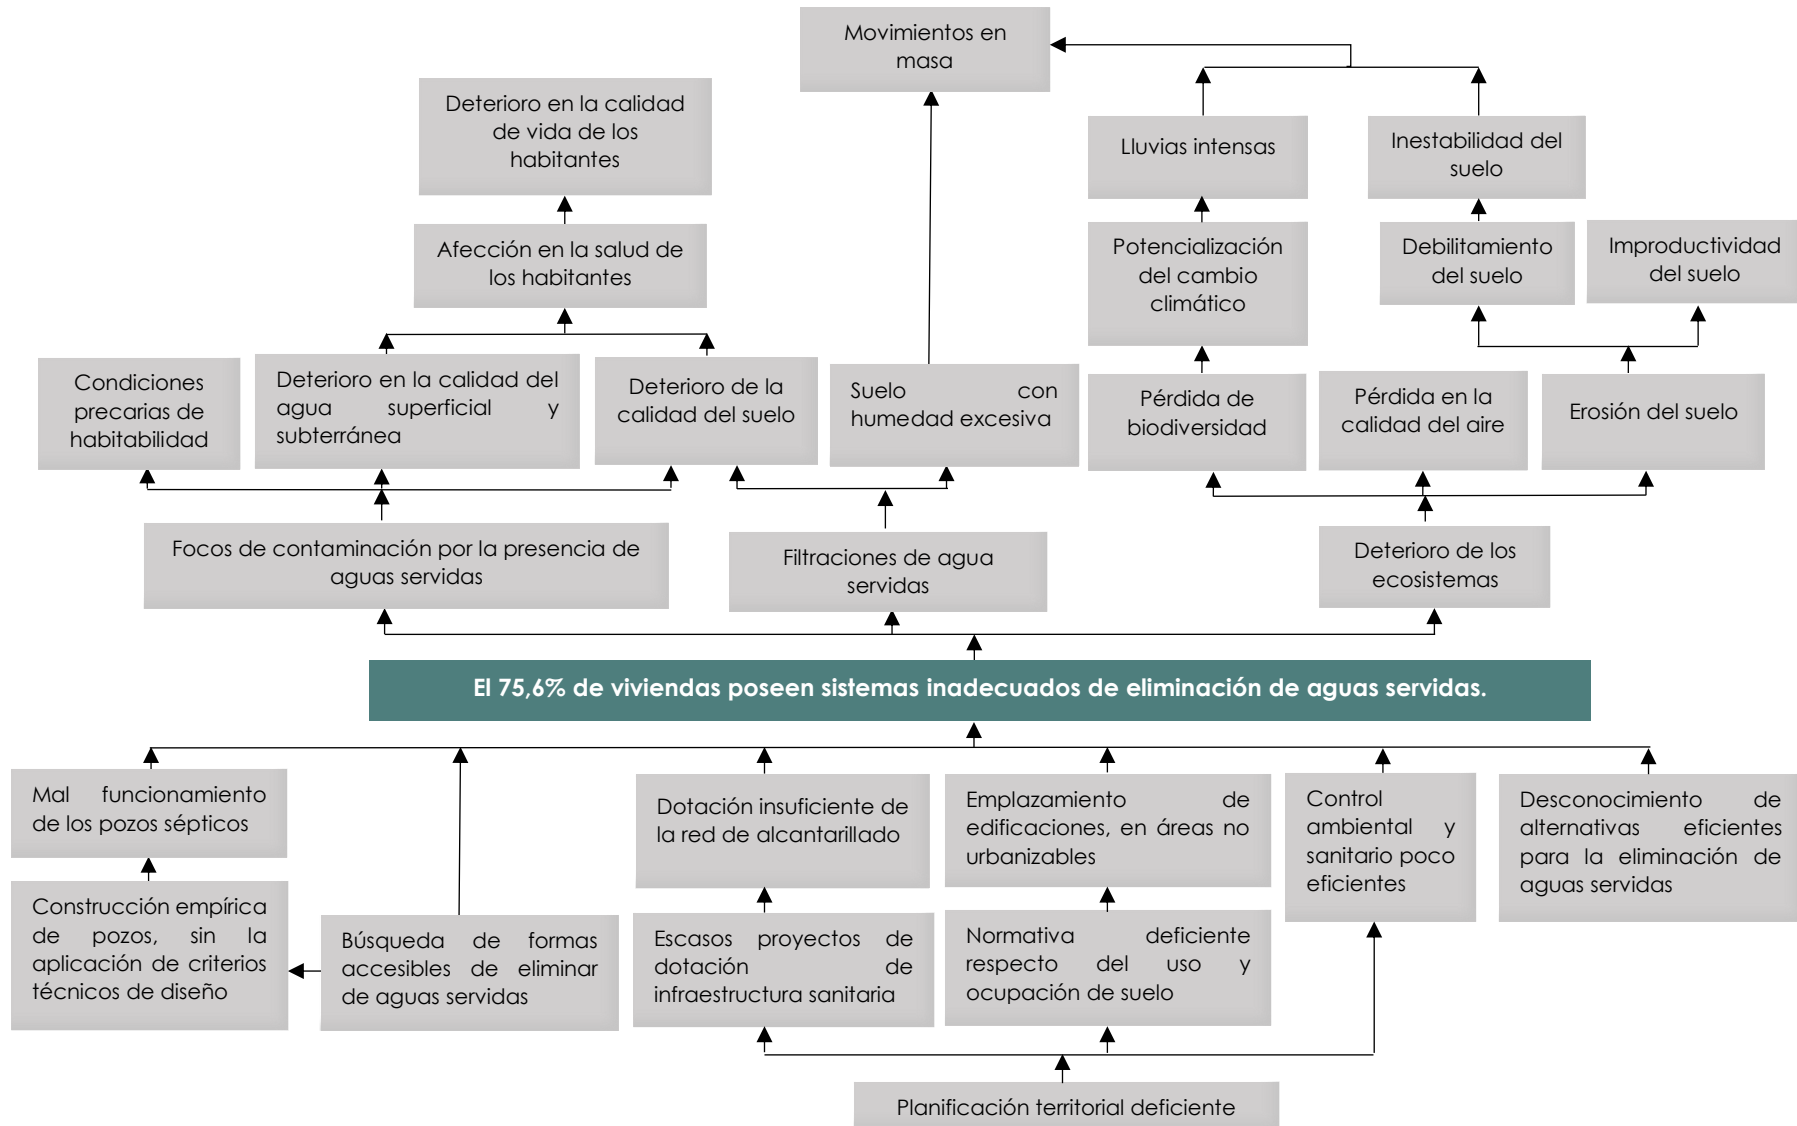 Movimientos en
masa
Deterioro en la calidad
de vida de los
habitantes
Lluvias intensas
Inestabilidad del
suelo
Afección en la salud de
los habitantes
Potencialización
del cambio
climático
Debilitamiento
del suelo
Improductividad
del suelo
Condiciones
precarias de
habitabilidad
Deterioro en la calidad del
agua superficial y
subterránea
Deterioro de la
calidad del suelo
Suelo con
humedad excesiva
Pérdida de
biodiversidad
Pérdida en la
calidad del aire
Erosión del suelo
Focos de contaminación por la presencia de
aguas servidas
Filtraciones de agua
servidas
Deterioro de los
ecosistemas
El 75,6% de viviendas poseen sistemas inadecuados de eliminación de aguas servidas.
Mal funcionamiento
de los pozos sépticos
Dotación insuficiente de
la red de alcantarillado
Emplazamiento de
edificaciones, en áreas no
urbanizables
Control
ambiental y
sanitario poco
eficientes
Desconocimiento de
alternativas eficientes
para la eliminación de
aguas servidas
Construcción empírica
de pozos, sin la
aplicación de criterios
técnicos de diseño
Búsqueda de formas
accesibles de eliminar
de aguas servidas
Escasos proyectos de
dotación de
infraestructura sanitaria
Normativa deficiente
respecto del uso y
ocupación de suelo
Planificación territorial deficiente